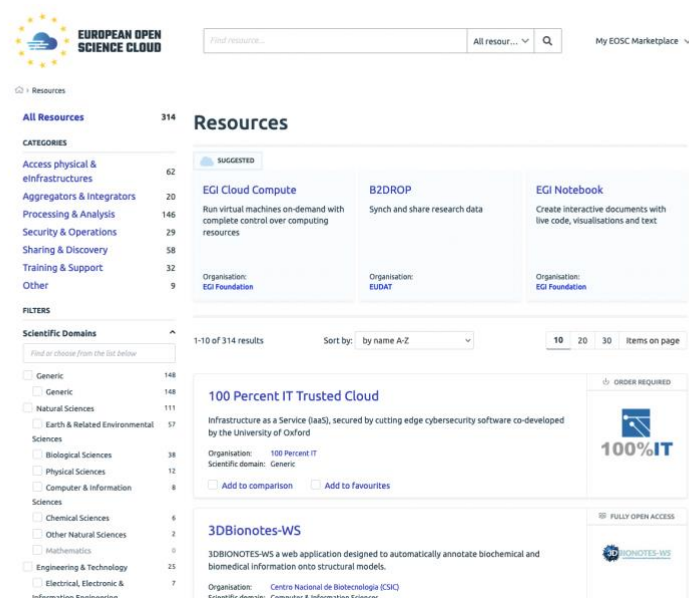 EUROPEAN OPEN
SCIENCE CLOUD
Find resource...
All resour...
My EOSC Marketplace
> Resources
All Resources 314
CATEGORIES
Access physical &
eInfrastructures 62
Aggregators & Integrators 20
Processing & Analysis 146
Security & Operations 29
Sharing & Discovery 58
Training & Support 32
Other 9
FILTERS
Scientific Domains
Find or choose from the list below
Generic 148
Generic 148
Natural Sciences 111
Earth & Related Environmental 57
Sciences
Biological Sciences 38
Physical Sciences 12
Computer & Information 8
Sciences
Chemical Sciences 6
Other Natural Sciences 2
Mathematics 0
Engineering & Technology 25
Electrical, Electronic & 7
Information Engineering
Resources
SUGGESTED
EGI Cloud Compute
Run virtual machines on-demand with
complete control over computing
resources
Organisation:
EGI Foundation
B2DROP
Synch and share research data
Organisation:
EUDAT
EGI Notebook
Create interactive documents with
live code, visualisations and text
Organisation:
EGI Foundation
1-10 of 314 results
Sort by: by name A-Z
10 20 30 Items on page
100 Percent IT Trusted Cloud
Infrastructure as a Service (IaaS), secured by cutting edge cybersecurity software co-developed
by the University of Oxford
Organisation: 100 Percent IT
Scientific domain: Generic
Add to comparison Add to favourites
ORDER REQUIRED
100%IT
3DBionotes-WS
3DBIONOTES-WS a web application designed to automatically annotate biochemical and
biomedical information onto structural models.
Organisation: Centro Nacional de Biotecnologia (CSIC)
Scientific domain: Computer & Information Sciences
FULLY OPEN ACCESS
3DBIONOTES-WS